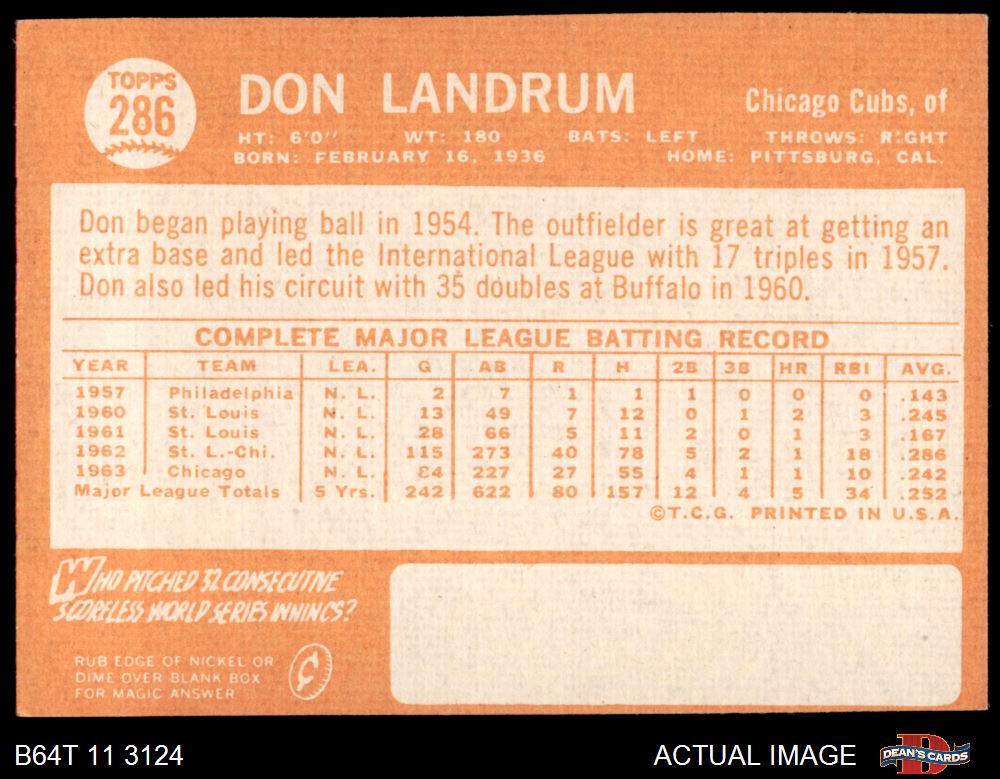 TOPPS
286
DON LANDRUM
Chicago Cubs, of
HT: 6'0" WT: 180 BATS: LEFT THROWS: RIGHT
BORN: FEBRUARY 16, 1936 HOME: PITTSBURG, CAL.
Don began playing ball in 1954. The outfielder is great at getting an
extra base and led the International League with 17 triples in 1957.
Don also led his circuit with 35 doubles at Buffalo in 1960.
COMPLETE MAJOR LEAGUE BATTING RECORD
YEAR TEAM LEA. G AB R H 2B 3B HR RBI AVG.
1957 Philadelphia N. L. 2 7 1 1 1 0 0 0 .143
1960 St. Louis N. L. 13 49 7 12 0 1 2 3 .245
1961 St. Louis N. L. 28 66 5 11 2 0 1 3 .167
1962 St. L.-Chi. N. L. 115 273 40 78 5 2 1 18 .286
1963 Chicago N. L. 84 227 27 55 4 1 1 10 .242
Major League Totals 5 Yrs. 242 622 80 157 12 4 5 34 .252
©T.C.G. PRINTED IN U.S.A.
WHO PITCHED 32 CONSECUTIVE
SCORELESS WORLD SERIES INNINGS?
RUB EDGE OF NICKEL OR
DIME OVER BLANK BOX
FOR MAGIC ANSWER
¢
B64T 11 3124
ACTUAL IMAGE
D
DEAN'S CARDS